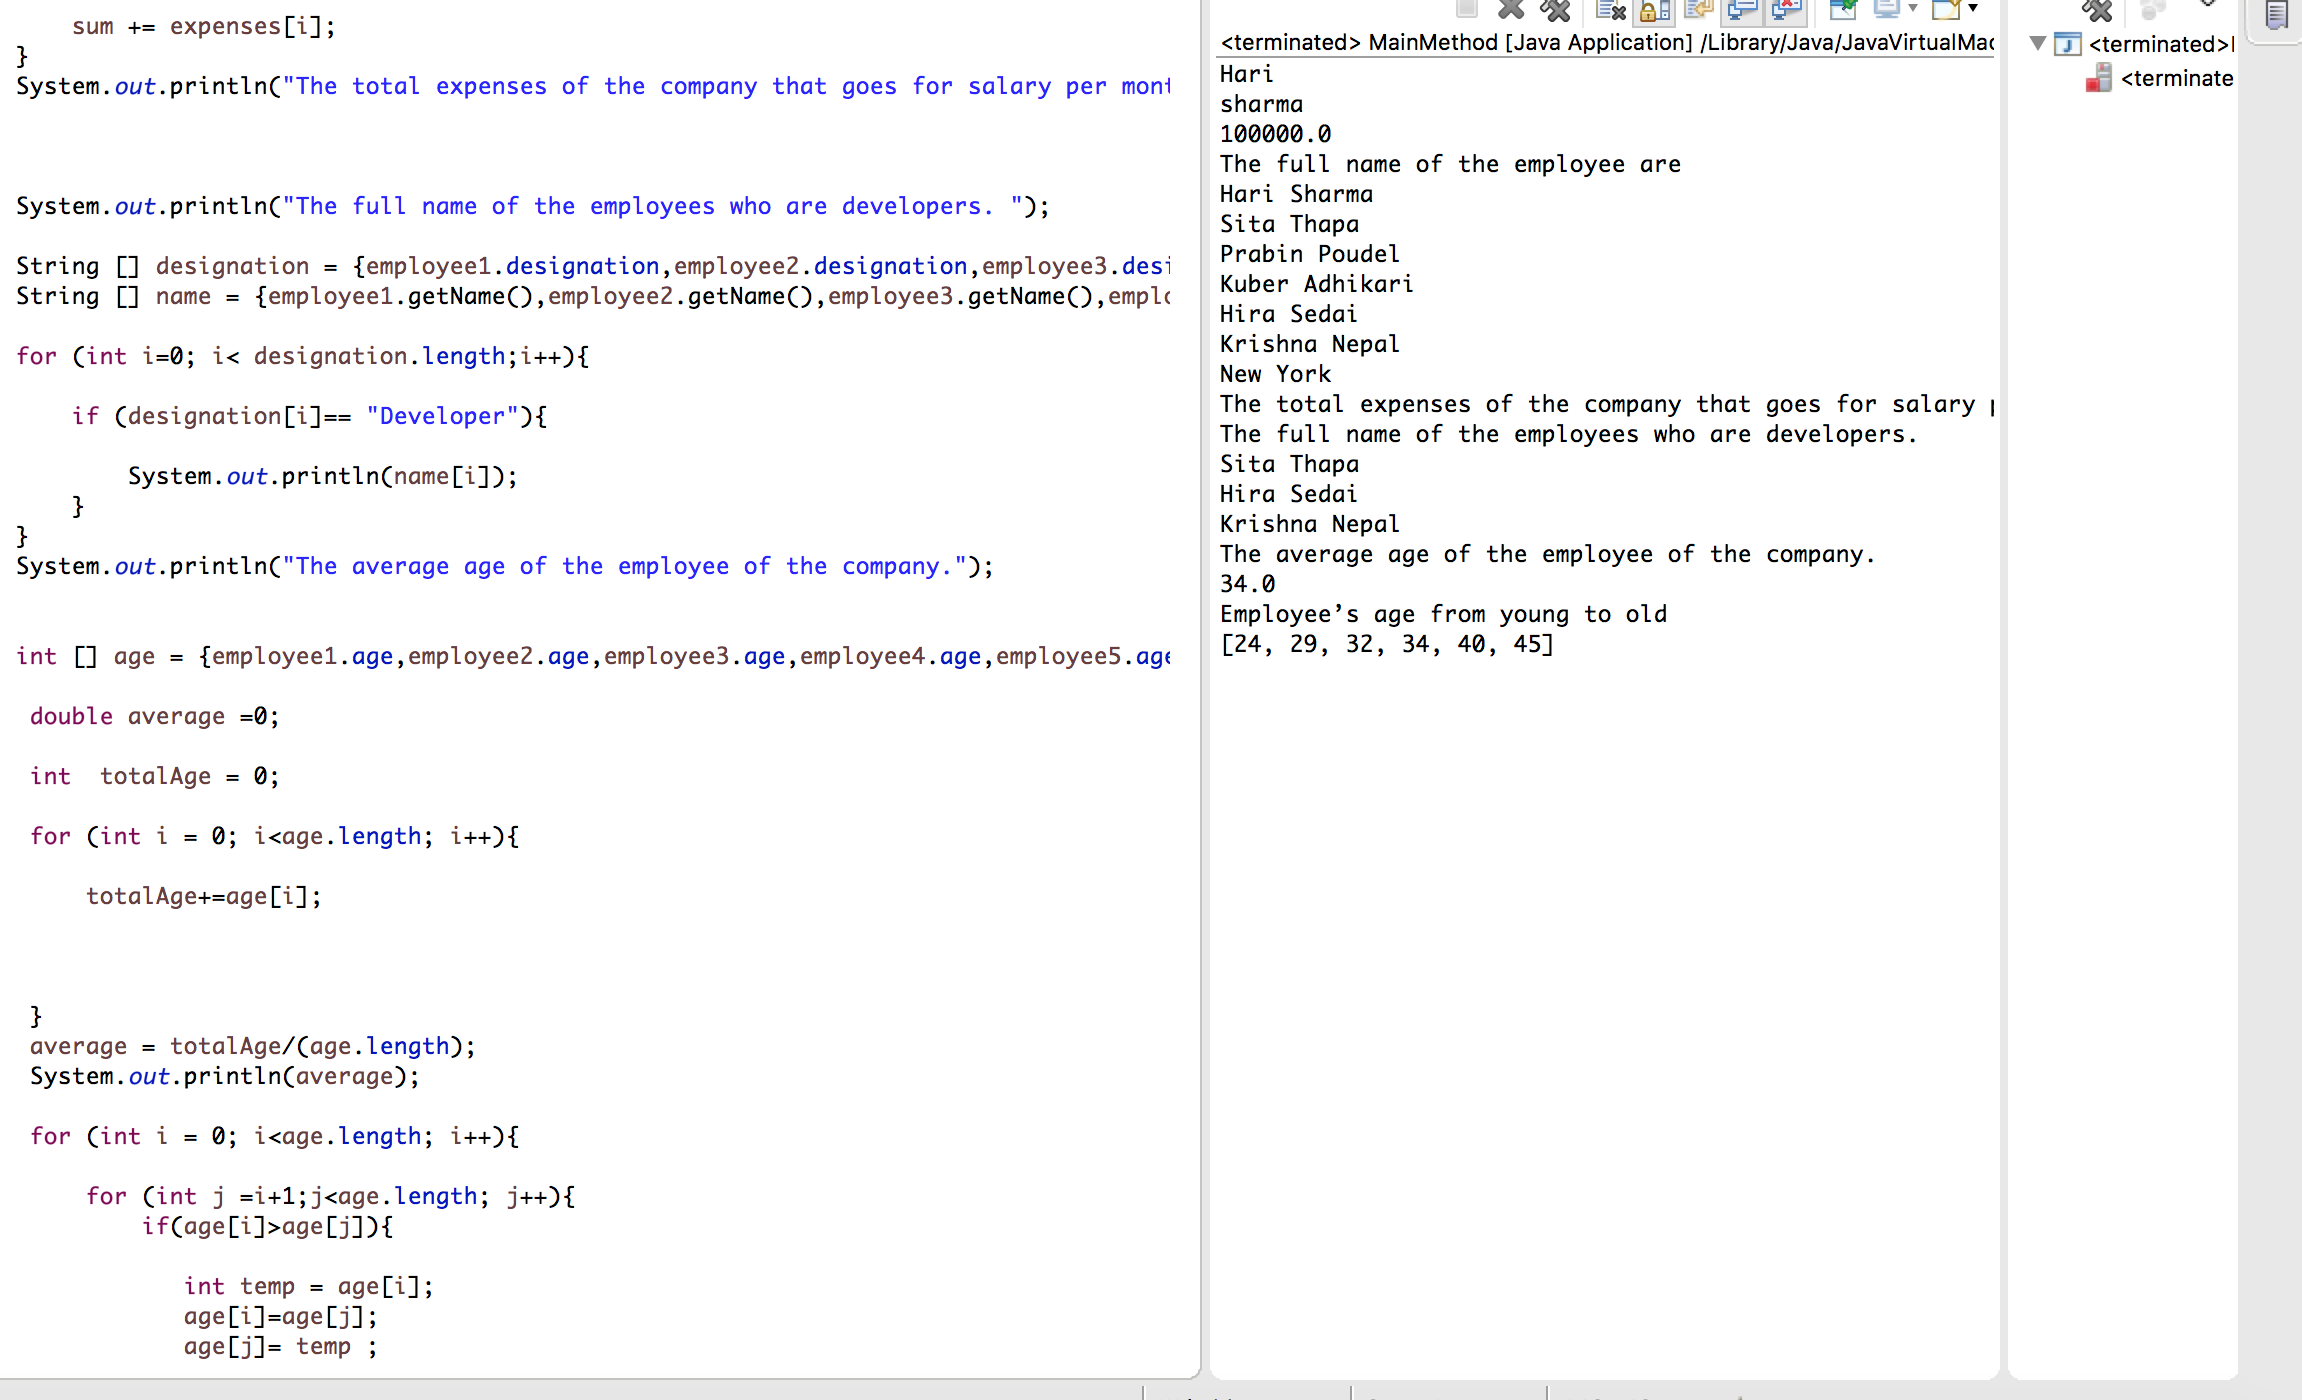 sum += expenses[i];
}
System.out.println("The total expenses of the company that goes for salary per
System.out.println("The full name of the employees who are developers. ");
String [] designation = {employee1.designation,employee2.designation,employee3.
String [] name = {employee1.getName(),employee2.getName(),employee3.getName(),
for (int i=0; i< designation.length;i++){
if (designation[i]== "Developer"){
System.out.println(name[i]);
}
}
System.out.println("The average age of the employee of the company.");
int [] age = {employee1.age,employee2.age,employee3.age,employee4.age,employee5.age
double average =0;
int  totalAge = 0;
for (int i = 0; i<age.length; i++){
totalAge+=age[i];
}
average = totalAge/(age.length);
System.out.println(average);
for (int i = 0; i<age.length; i++){
for (int j =i+1;j<age.length; j++){
if(age[i]>age[j]){
int temp = age[i];
age[i]=age[j];
age[j]= temp ;
<terminated> MainMethod [Java Application] /Library/Java/
Hari
sharma
100000.0
The full name of the employee are
Hari Sharma
Sita Thapa
Prabin Poudel
Kuber Adhikari
Hira Sedai
Krishna Nepal
New York
The total expenses of the company that goes for salary
The full name of the employees who are developers.
Sita Thapa
Hira Sedai
Krishna Nepal
The average age of the employee of the company.
34.0
Employee’s age from young to old
[24, 29, 32, 34, 40, 45]
<terminated>
<terminate